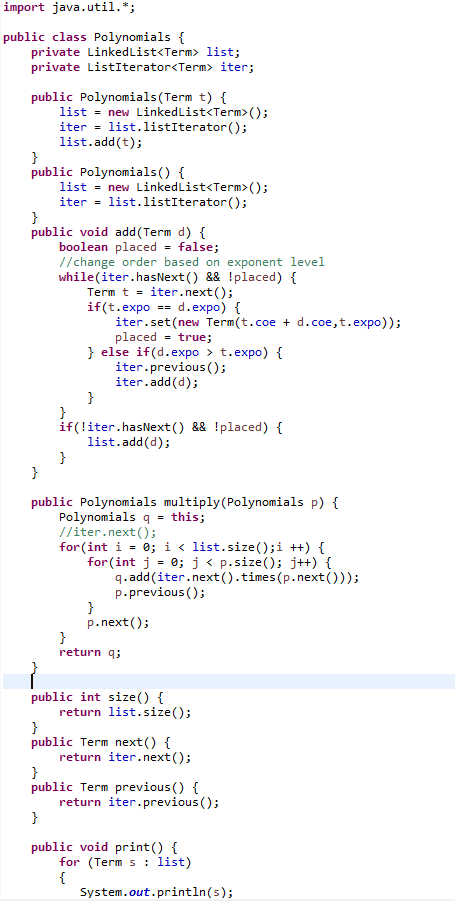 import java.util.*;

public class Polynomials {
    private LinkedList<Term> list;
    private ListIterator<Term> iter;

    public Polynomials(Term t) {
        list = new LinkedList<Term>();
        iter = list.listIterator();
        list.add(t);
    }
    public Polynomials() {
        list = new LinkedList<Term>();
        iter = list.listIterator();
    }
    public void add(Term d) {
        boolean placed = false;
        //change order based on exponent level
        while(iter.hasNext() && !placed) {
            Term t = iter.next();
            if(t.expo == d.expo) {
                iter.set(new Term(t.coe + d.coe,t.expo));
                placed = true;
            } else if(d.expo > t.expo) {
                iter.previous();
                iter.add(d);
            }
        }
        if(!iter.hasNext() && !placed) {
            list.add(d);
        }
    }

    public Polynomials multiply(Polynomials p) {
        Polynomials q = this;
        //iter.next();
        for(int i = 0; i < list.size();i ++) {
            for(int j = 0; j < p.size(); j++) {
                q.add(iter.next().times(p.next()));
                p.previous();
            }
            p.next();
        }
        return q;
    }

    public int size() {
        return list.size();
    }
    public Term next() {
        return iter.next();
    }
    public Term previous() {
        return iter.previous();
    }

    public void print() {
        for (Term s : list)
        {
           System.out.println(s);